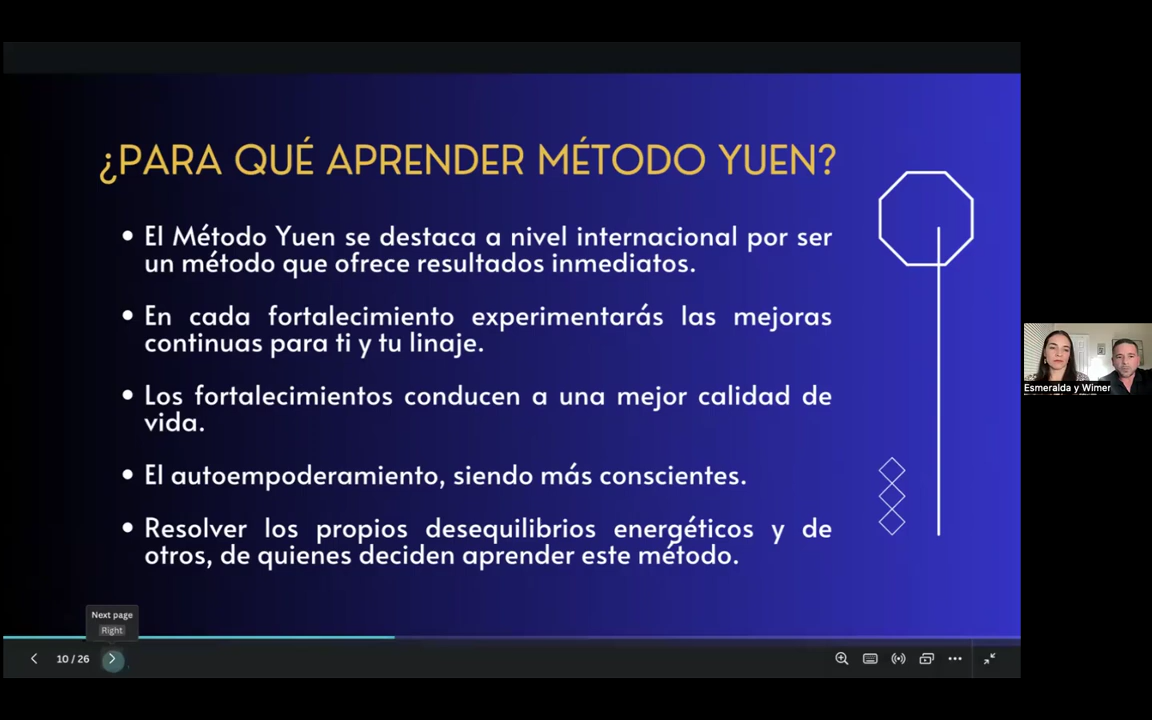 ¿PARA QUÉ APRENDER MÉTODO YUEN?
• El Método Yuen se destaca a nivel internacional por ser
un método que ofrece resultados inmediatos.
• En cada fortalecimiento experimentarás las mejoras
continuas para ti y tu linaje.
• Los fortalecimientos conducen a una mejor calidad de
vida.
• El autoempoderamiento, siendo más conscientes.
• Resolver los propios desequilibrios energéticos y de
otros, de quienes deciden aprender este método.
Esmeralda y Wimer
Next page
Right
10 / 26